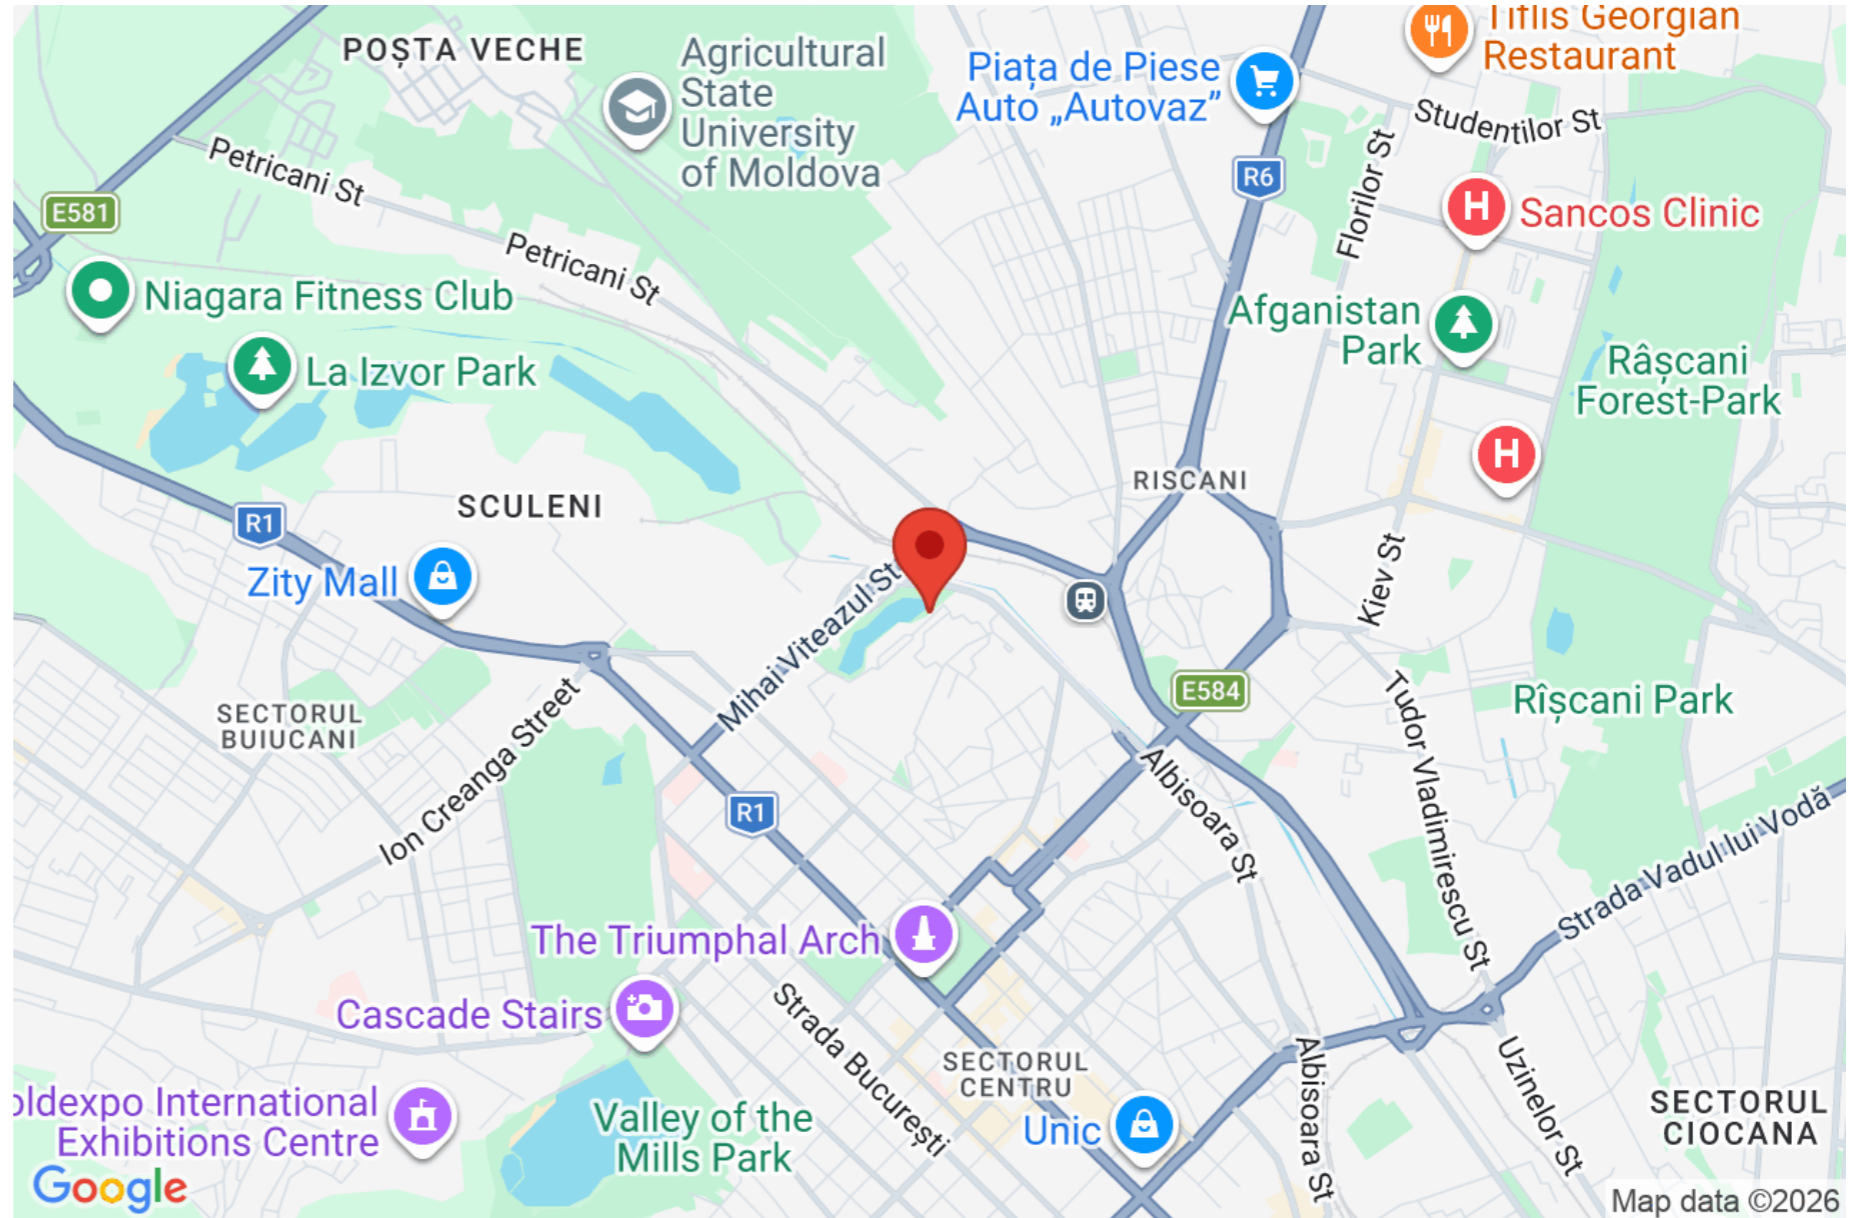 POȘTA VECHE
Agricultural
State
University
of Moldova
Piața de Piese
Auto „Autovaz”
Tiflis Georgian
Restaurant
Studentilor St
Petricani St
E581
R6
Florilor St
Sancos Clinic
Petricani St
Niagara Fitness Club
La Izvor Park
Afganistan
Park
Râșcani
Forest-Park
RISCANI
SCULENI
R1
Zity Mall
Mihai Viteazul St
Kiev St
E584
Rîșcani Park
SECTORUL
BUIUCANI
Ion Creanga Street
Tudor Vladimirescu St
R1
Albisoara St
Strada Vadul lui Vodă
The Triumphal Arch
Cascade Stairs
Strada București
SECTORUL
CENTRU
Albisoara St
Uzinelor St
oldexpo International
Exhibitions Centre
Valley of the
Mills Park
Unic
SECTORUL
CIOCANA
Google
Map data ©2026